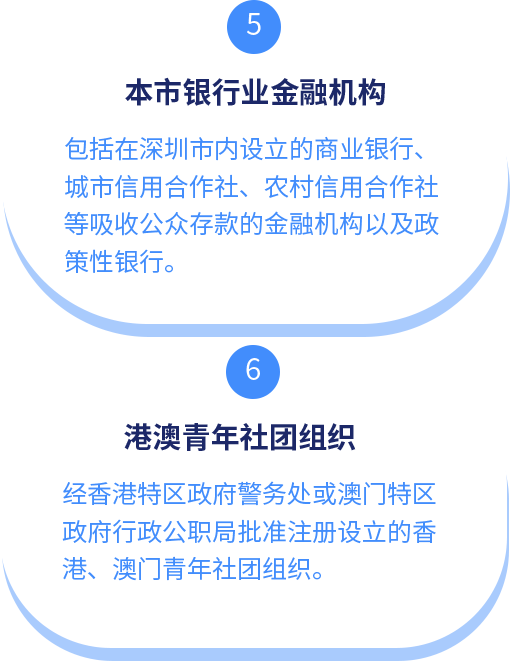 5
本市银行业金融机构
包括在深圳市内设立的商业银行、
城市信用合作社、农村信用合作社
等吸收公众存款的金融机构以及政
策性银行。
6
港澳青年社团组织
经香港特区政府警务处或澳门特区
政府行政公职局批准注册设立的香
港、澳门青年社团组织。